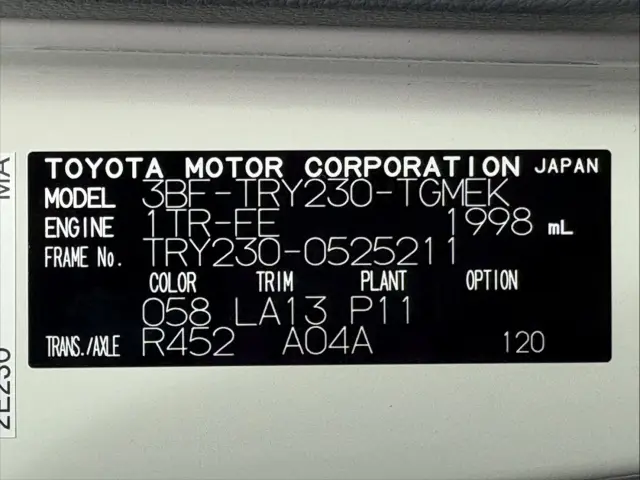 TOYOTA MOTOR CORPORATION JAPAN
MODEL 3BF-TRY230-TGMEK
ENGINE 1TR-FE 1998 mL
FRAME No. TRY230-0525211
COLOR TRIM PLANT OPTION
058 LA13 P11
TRANS./AXLE R452 A04A 120
MA